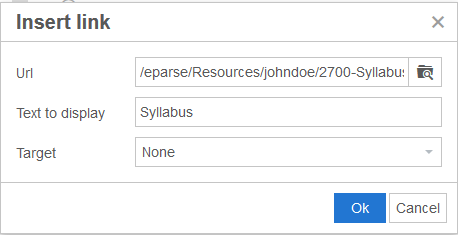 Insert link
Url /eparse/Resources/johndoe/2700-Syllabus
Text to display Syllabus
Target None
Ok Cancel